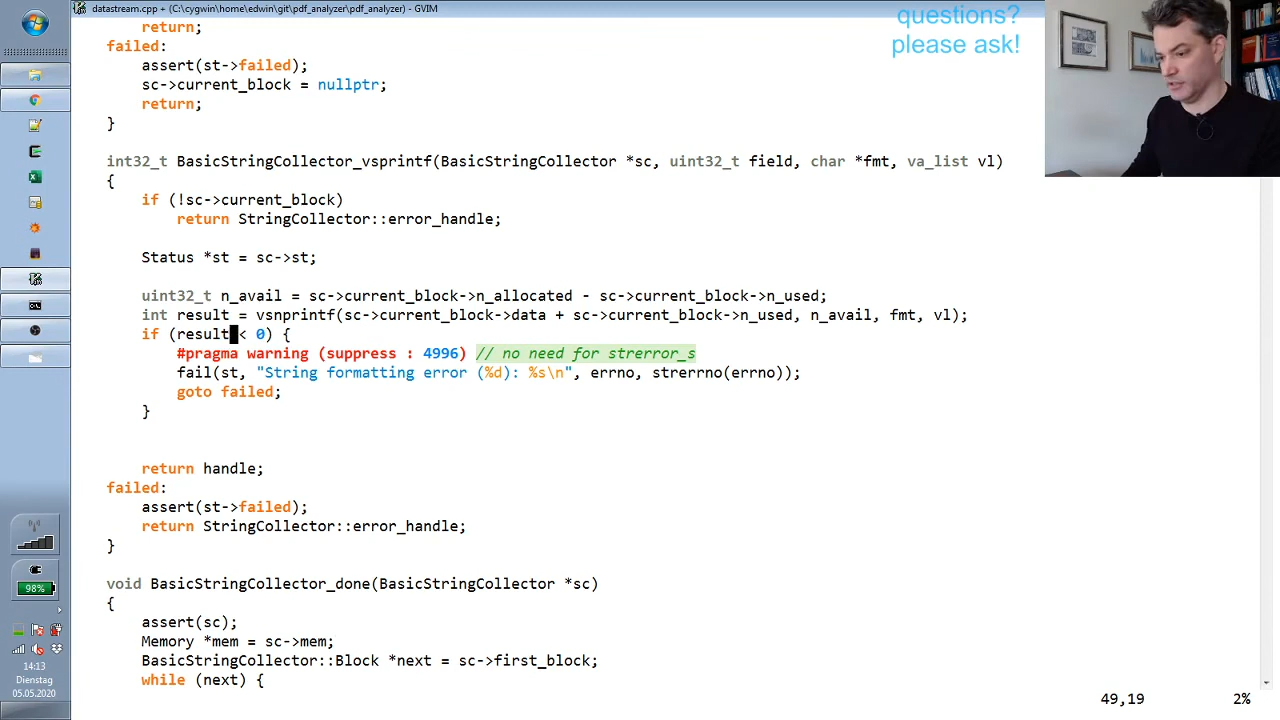 datastream.cpp + (C:\cygwin\home\edwin\git\pdf_analyzer\pdf_analyzer) - GVIM
questions?
please ask!
return;
failed:
assert(st->failed);
sc->current_block = nullptr;
return;
}
int32_t BasicStringCollector_vsprintf(BasicStringCollector *sc, uint32_t field, char *fmt, va_list vl)
{
if (!sc->current_block)
return StringCollector::error_handle;
Status *st = sc->st;
uint32_t n_avail = sc->current_block->n_allocated - sc->current_block->n_used;
int result = vsnprintf(sc->current_block->data + sc->current_block->n_used, n_avail, fmt, vl);
if (result < 0) {
#pragma warning (suppress : 4996) // no need for strerror_s
fail(st, "String formatting error (%d): %s\n", errno, strerrno(errno));
goto failed;
}
return handle;
failed:
assert(st->failed);
return StringCollector::error_handle;
}
void BasicStringCollector_done(BasicStringCollector *sc)
{
assert(sc);
Memory *mem = sc->mem;
BasicStringCollector::Block *next = sc->first_block;
while (next) {
49,19 2%
98%
14:13
Dienstag
05.05.2020